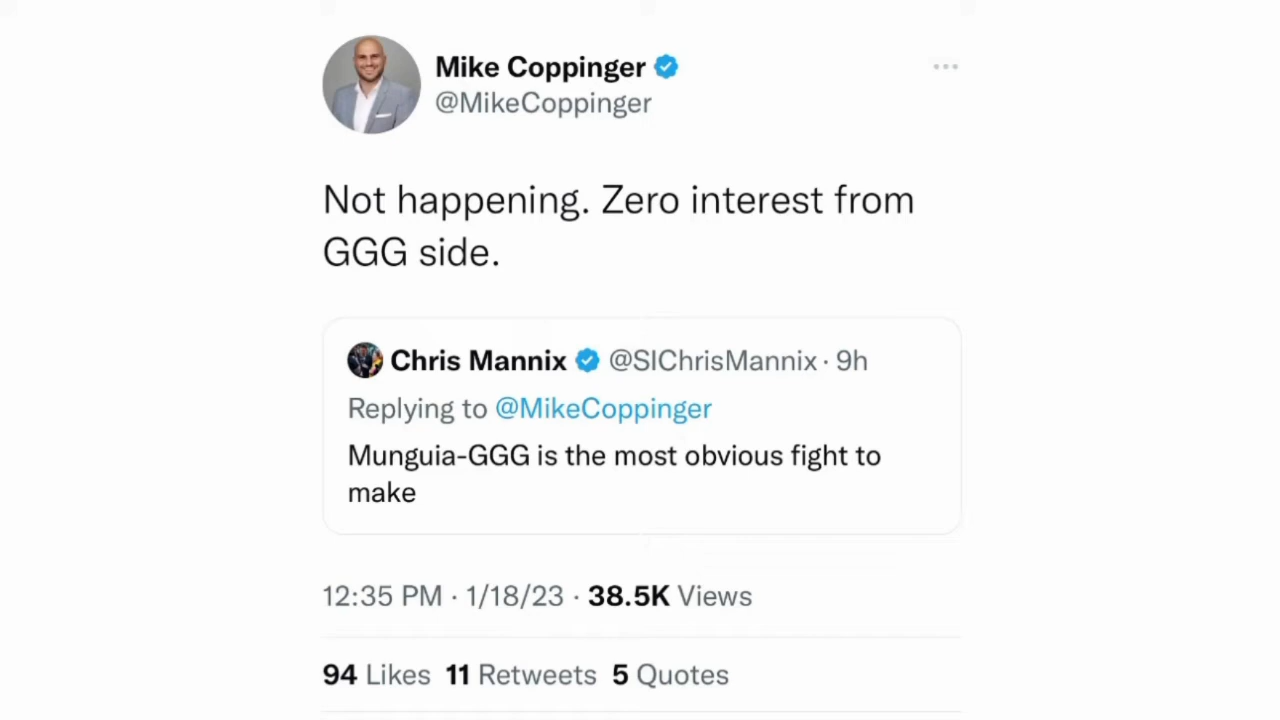 Mike Coppinger
@MikeCoppinger
Not happening. Zero interest from
GGG side.
Chris Mannix @SIChrisMannix · 9h
Replying to @MikeCoppinger
Munguia-GGG is the most obvious fight to
make
12:35 PM · 1/18/23 · 38.5K Views
94 Likes 11 Retweets 5 Quotes